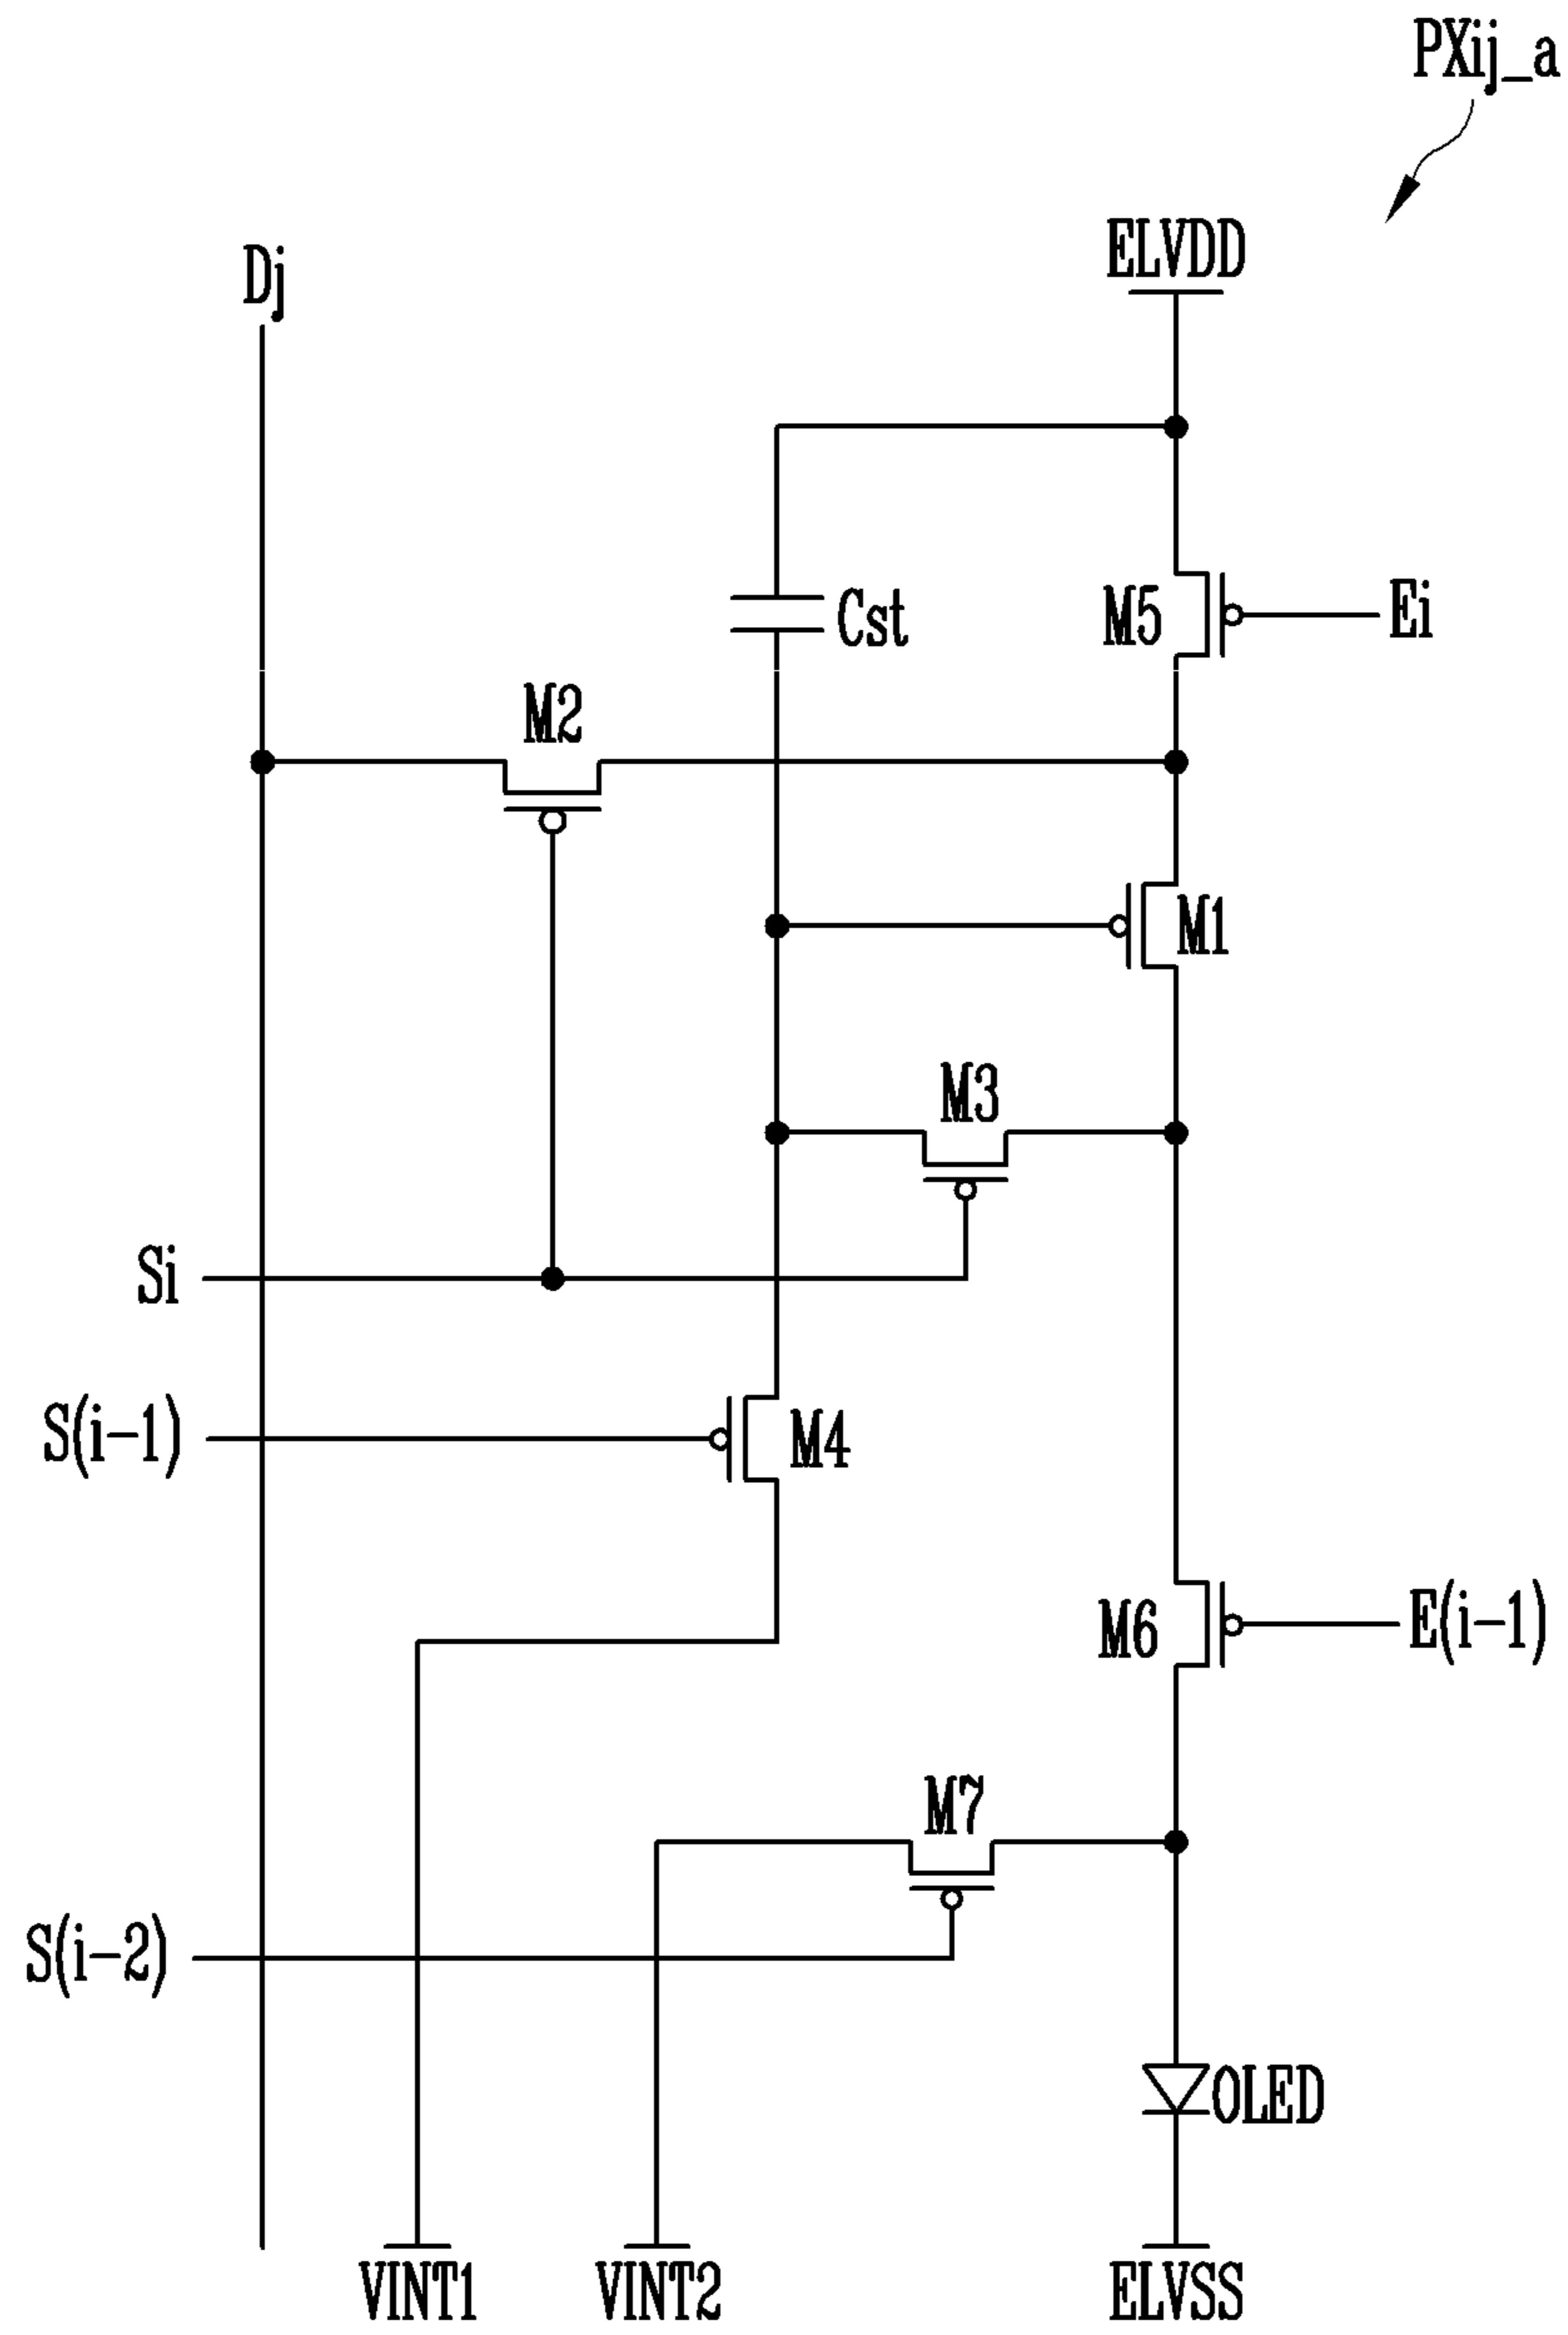 PXij_a
ELVDD
Dj
Cst
M5
Ei
M2
M1
M3
Si
S(i-1)
M4
M6
E(i-1)
M7
S(i-2)
OLED
VINT1
VINT2
ELVSS